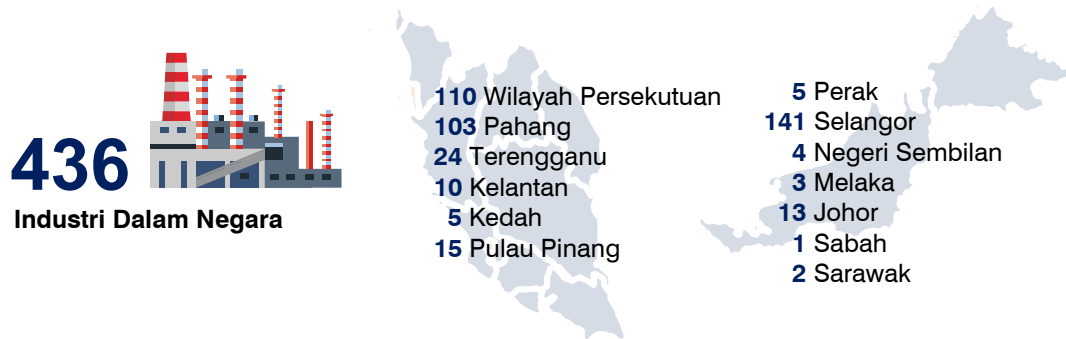 436
Industri Dalam Negara
110 Wilayah Persekutuan
103 Pahang
24 Terengganu
10 Kelantan
5 Kedah
15 Pulau Pinang
5 Perak
141 Selangor
4 Negeri Sembilan
3 Melaka
13 Johor
1 Sabah
2 Sarawak